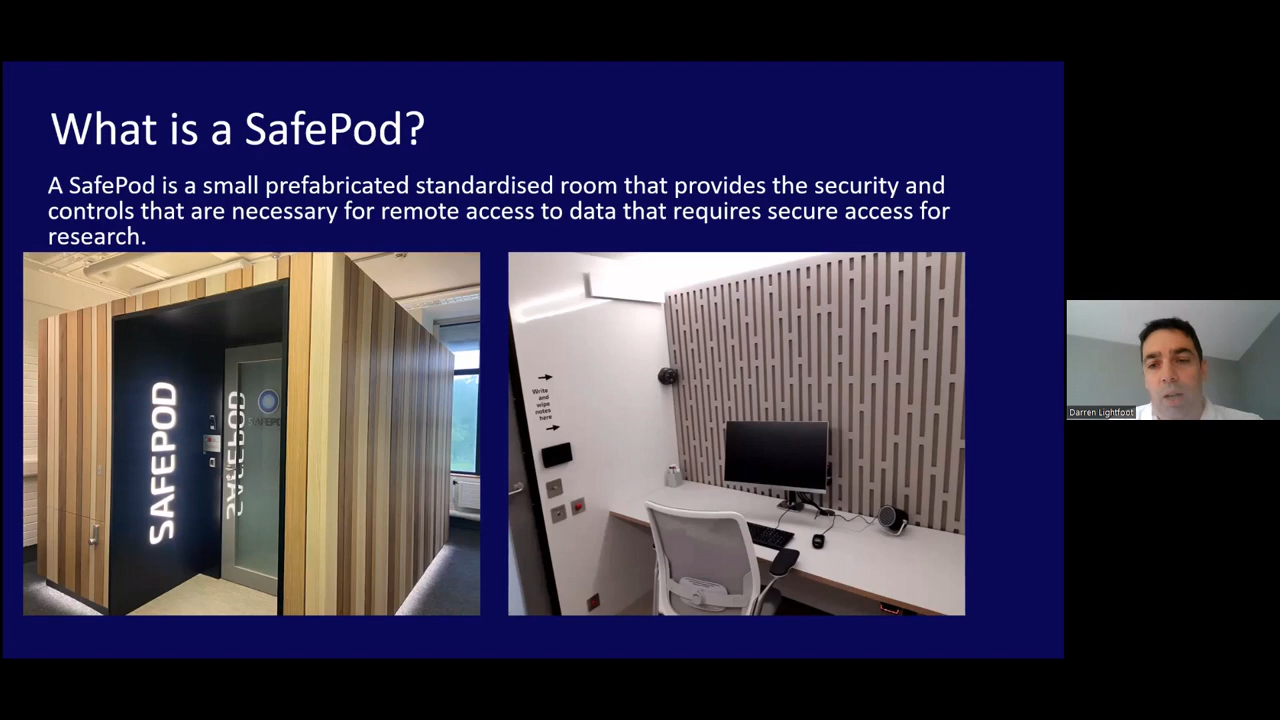 What is a SafePod?
A SafePod is a small prefabricated standardised room that provides the security and
controls that are necessary for remote access to data that requires secure access for
research.
SAFEPOD
SAFEPOD
Write
and
wipe
notes
here
Darren Lightfoot